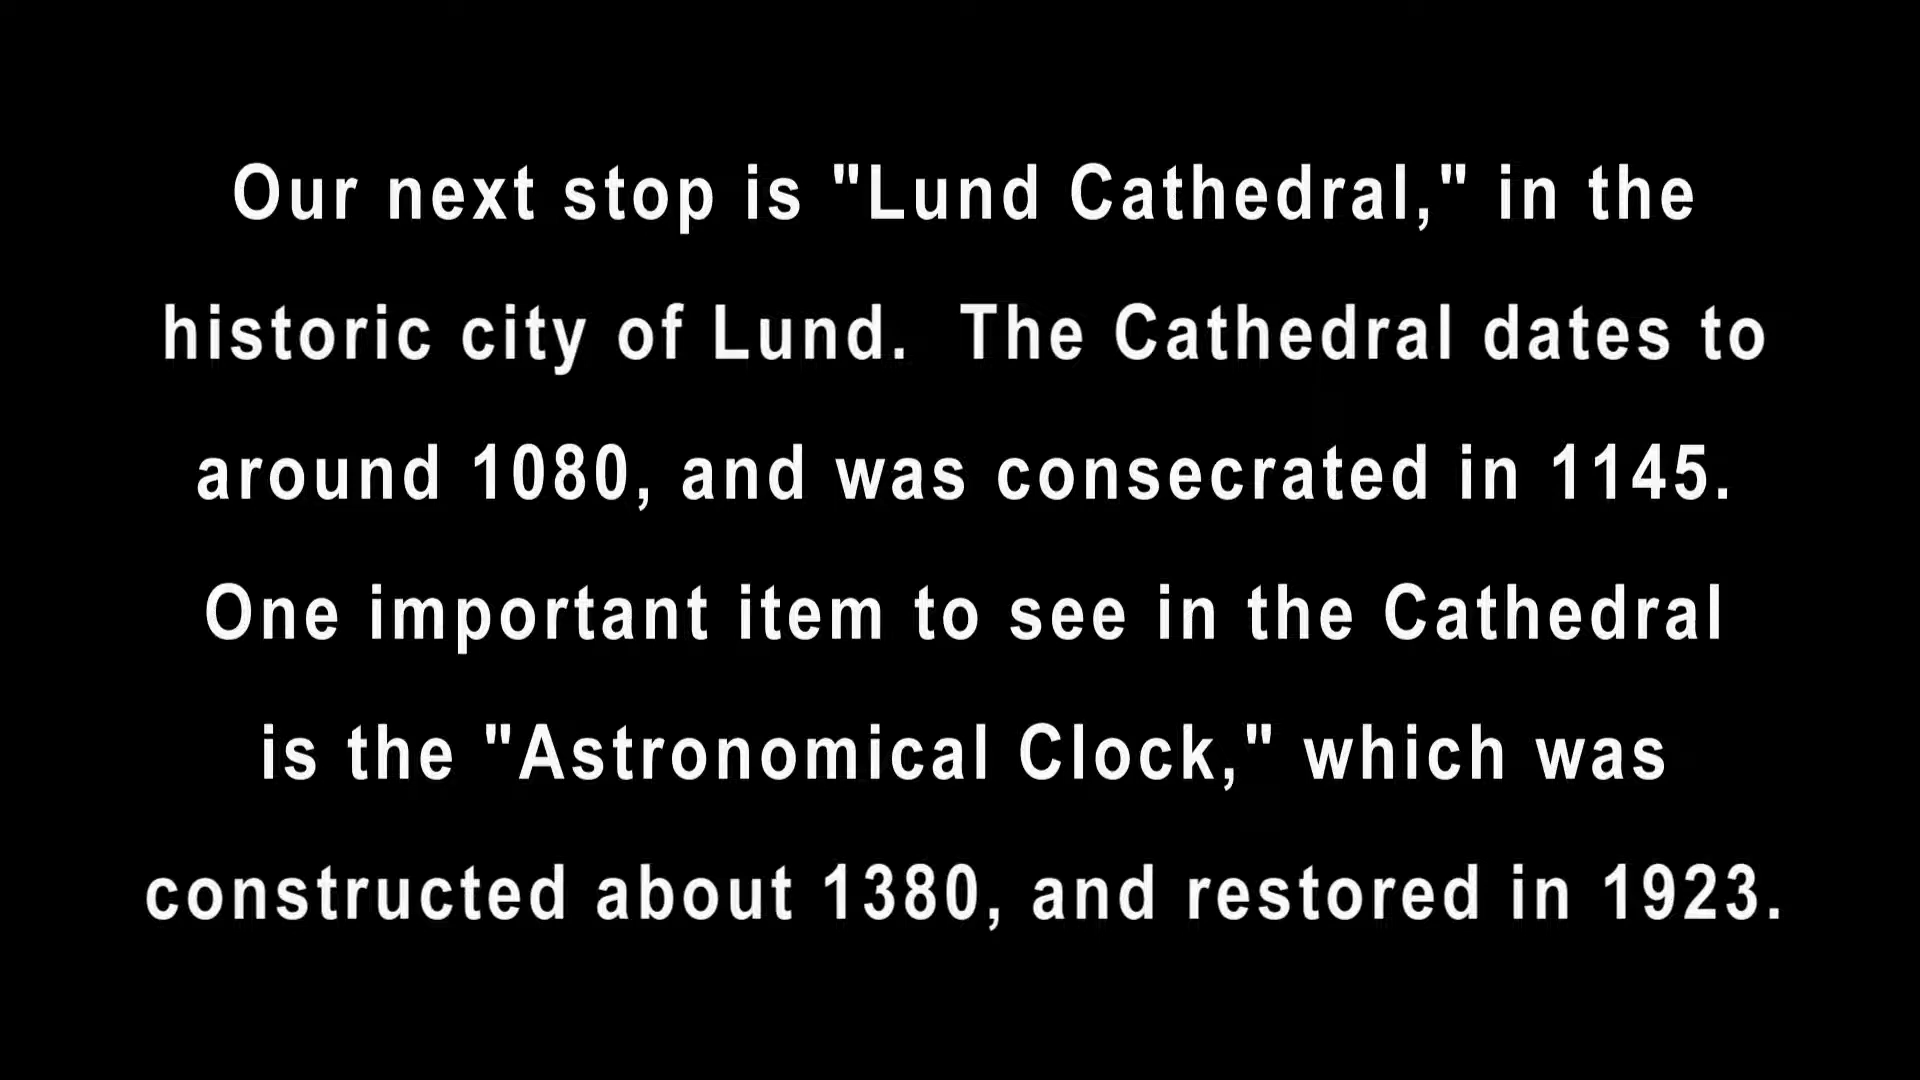 Our next stop is "Lund Cathedral," in the
historic city of Lund.  The Cathedral dates to
around 1080, and was consecrated in 1145.
One important item to see in the Cathedral
is the "Astronomical Clock," which was
constructed about 1380, and restored in 1923.